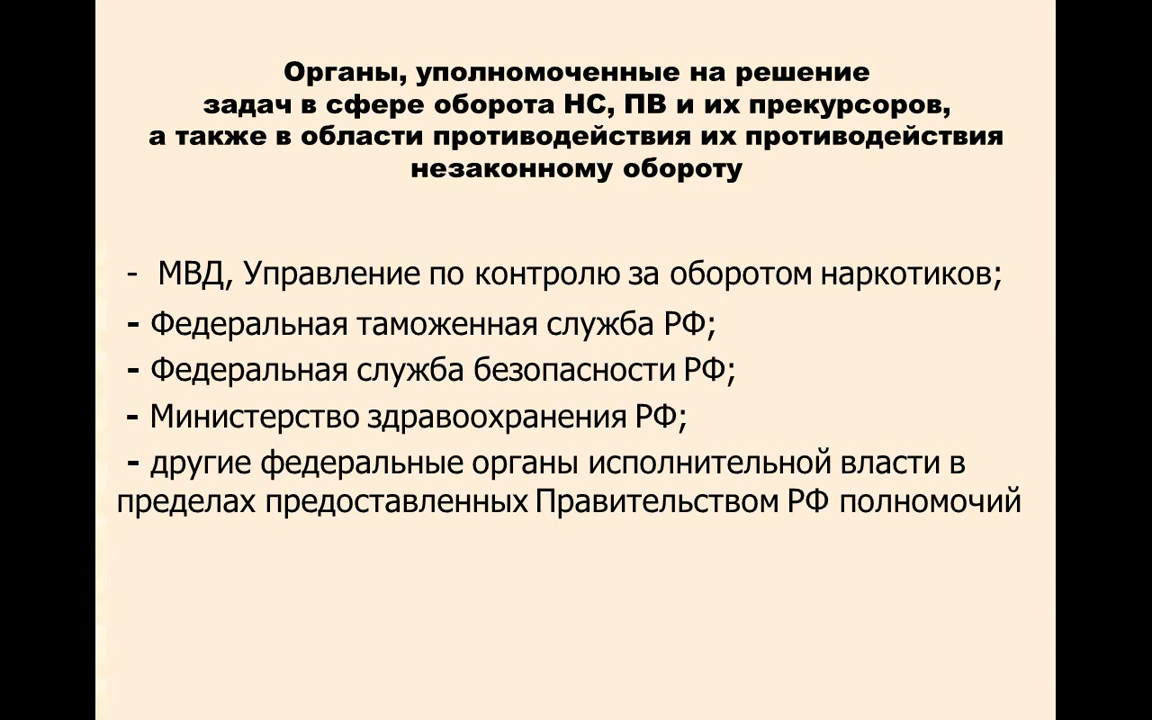 Органы, уполномоченные на решение
задач в сфере оборота НС, ПВ и их прекурсоров,
а также в области противодействия их противодействия
незаконному обороту
- МВД, Управление по контролю за оборотом наркотиков;
- Федеральная таможенная служба РФ;
- Федеральная служба безопасности РФ;
- Министерство здравоохранения РФ;
- другие федеральные органы исполнительной власти в
пределах предоставленных Правительством РФ полномочий